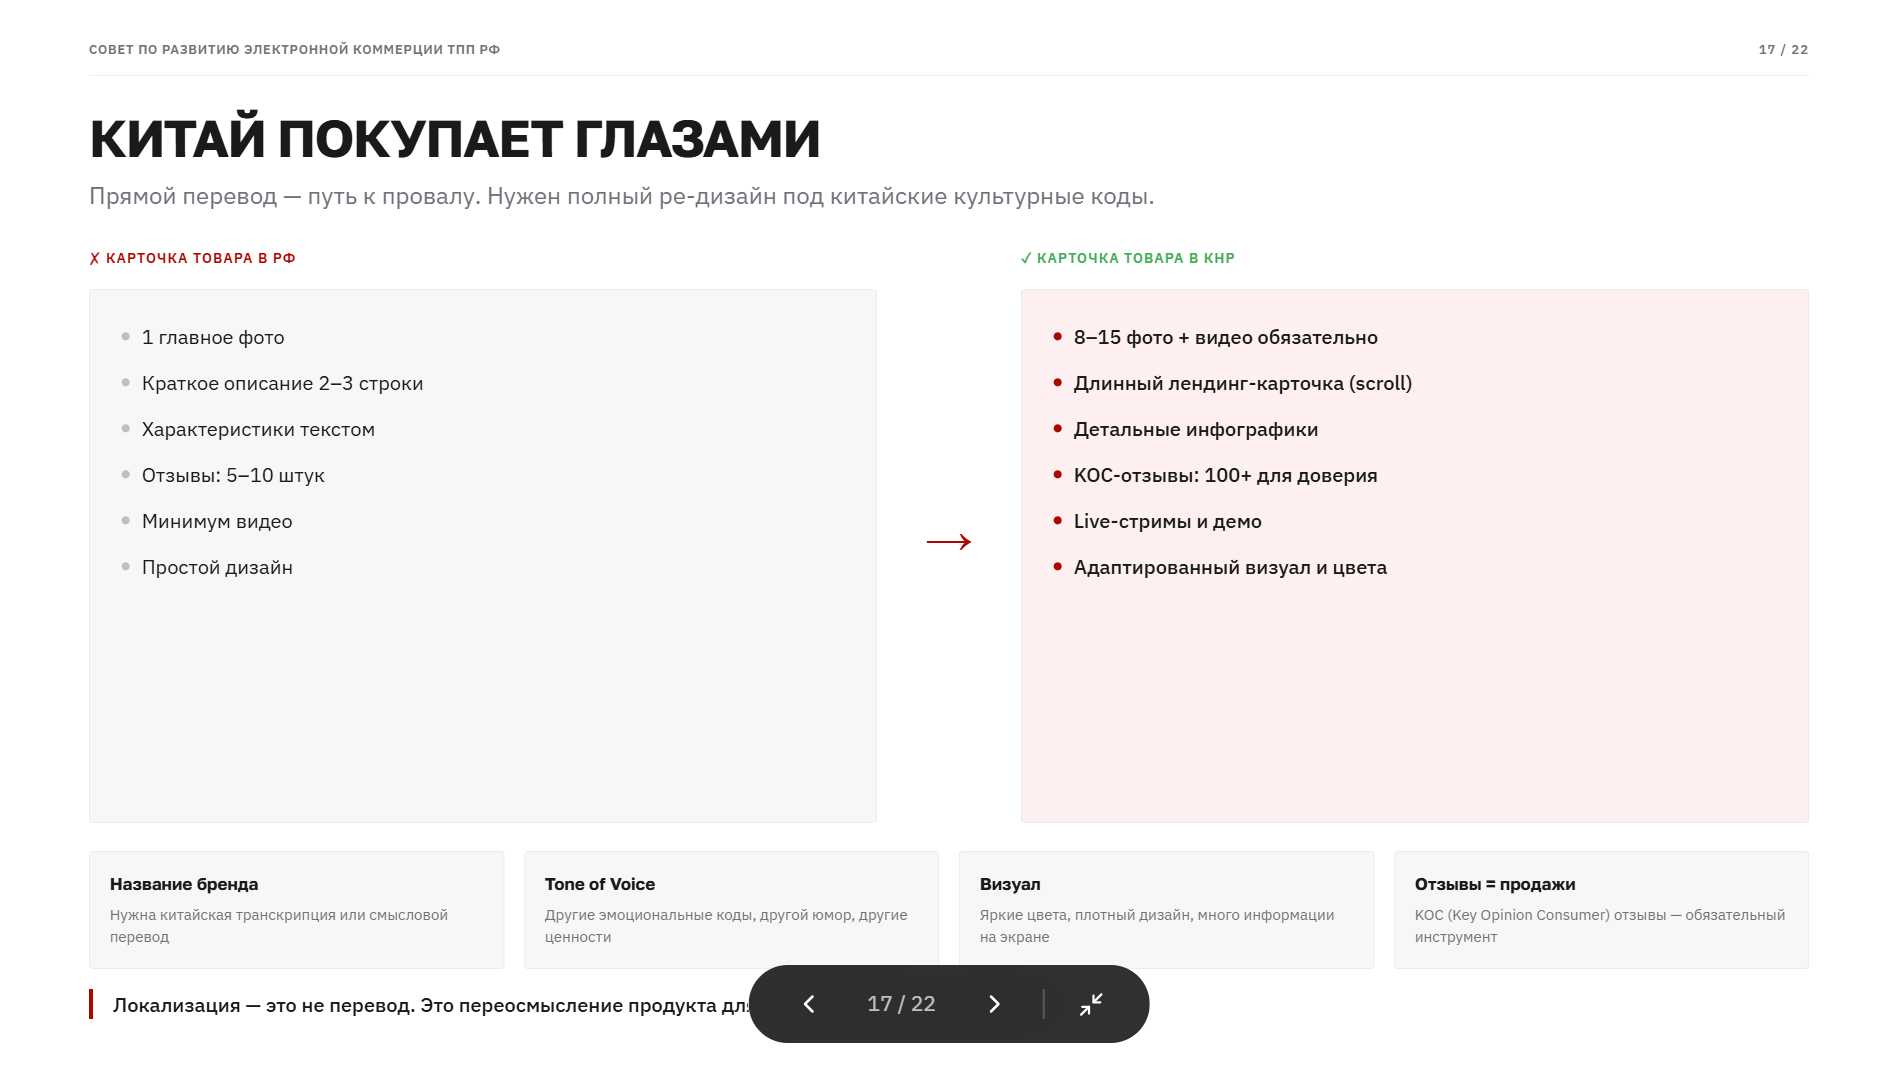 СОВЕТ ПО РАЗВИТИЮ ЭЛЕКТРОННОЙ КОММЕРЦИИ ТПП РФ
17 / 22
КИТАЙ ПОКУПАЕТ ГЛАЗАМИ
Прямой перевод — путь к провалу. Нужен полный ре-дизайн под китайские культурные коды.
✗ КАРТОЧКА ТОВАРА В РФ
1 главное фото
Краткое описание 2–3 строки
Характеристики текстом
Отзывы: 5–10 штук
Минимум видео
Простой дизайн
→
✓ КАРТОЧКА ТОВАРА В КНР
8–15 фото + видео обязательно
Длинный лендинг-карточка (scroll)
Детальные инфографики
КОС-отзывы: 100+ для доверия
Live-стримы и демо
Адаптированный визуал и цвета
Название бренда
Нужна китайская транскрипция или смысловой
перевод
Tone of Voice
Другие эмоциональные коды, другой юмор, другие
ценности
Визуал
Яркие цвета, плотный дизайн, много информации
на экране
Отзывы = продажи
KOC (Key Opinion Consumer) отзывы — обязательный
инструмент
Локализация — это не перевод. Это переосмысление продукта
17 / 22